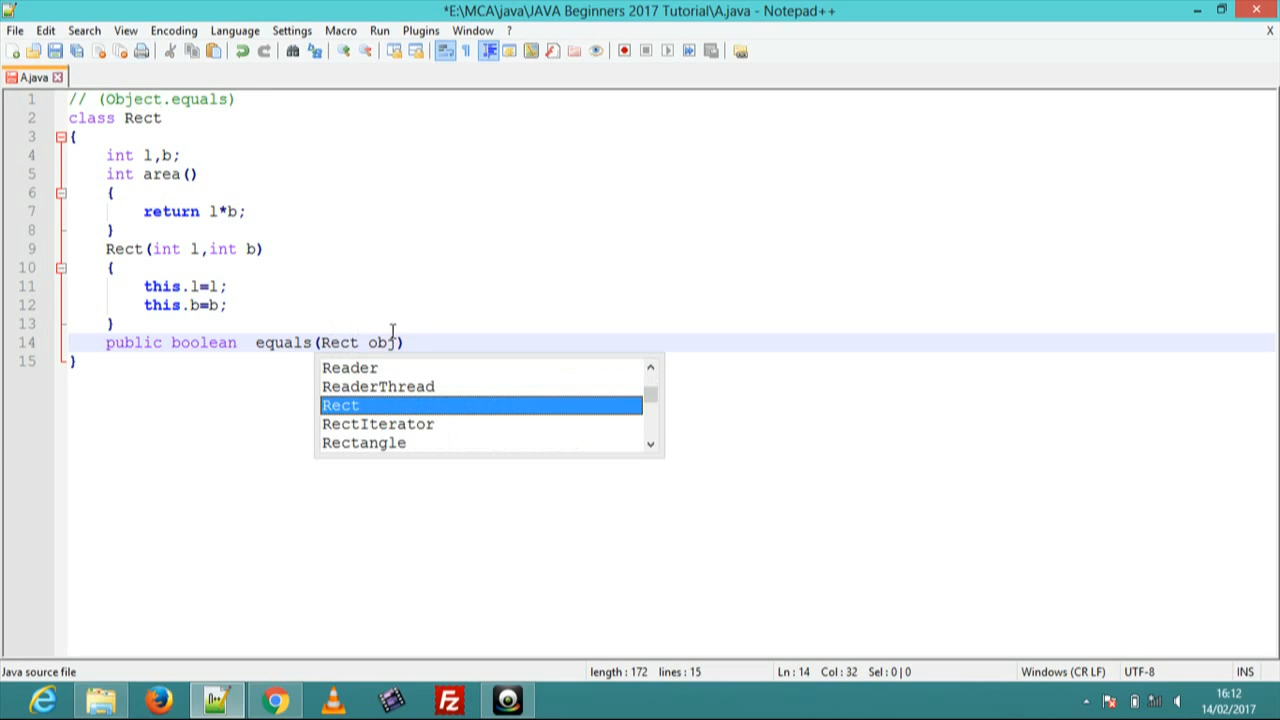 *E:\MCA\java\JAVA Beginners 2017 Tutorial\A.java - Notepad++
File Edit Search View Encoding Language Settings Macro Run Plugins Window ? X
A.java
1 // (Object.equals)
2 class Rect
3 {
4 int l,b;
5 int area()
6 {
7 return l*b;
8 }
9 Rect(int l,int b)
10 {
11 this.l=l;
12 this.b=b;
13 }
14 public boolean  equals(Rect obj)
15 }
Reader
ReaderThread
Rect
RectIterator
Rectangle
Java source file length : 172 lines : 15 Ln : 14 Col : 32 Sel : 0 | 0 Windows (CR LF) UTF-8 INS
16:12
14/02/2017